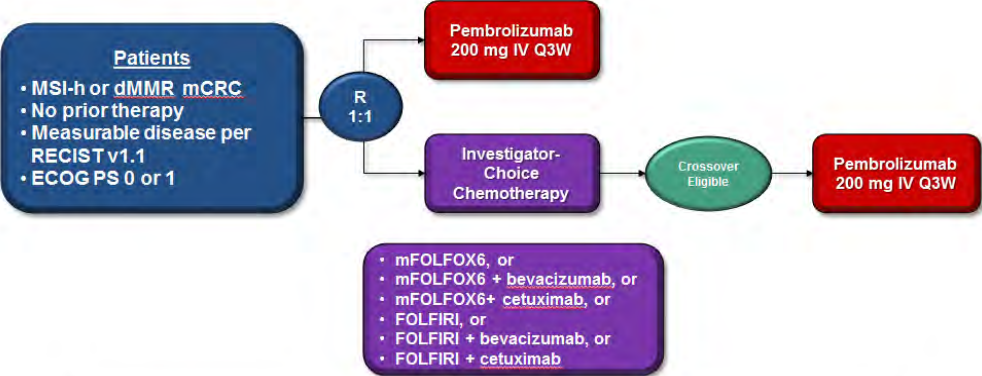 Patients
• MSI-h or dMMR mCRC
• No prior therapy
• Measurable disease per
RECIST v1.1
• ECOG PS 0 or 1
R
1:1
Pembrolizumab
200 mg IV Q3W
Investigator-
Choice
Chemotherapy
Crossover
Eligible
Pembrolizumab
200 mg IV Q3W
• mFOLFOX6, or
• mFOLFOX6 + bevacizumab, or
• mFOLFOX6+ cetuximab, or
• FOLFIRI, or
• FOLFIRI + bevacizumab, or
• FOLFIRI + cetuximab